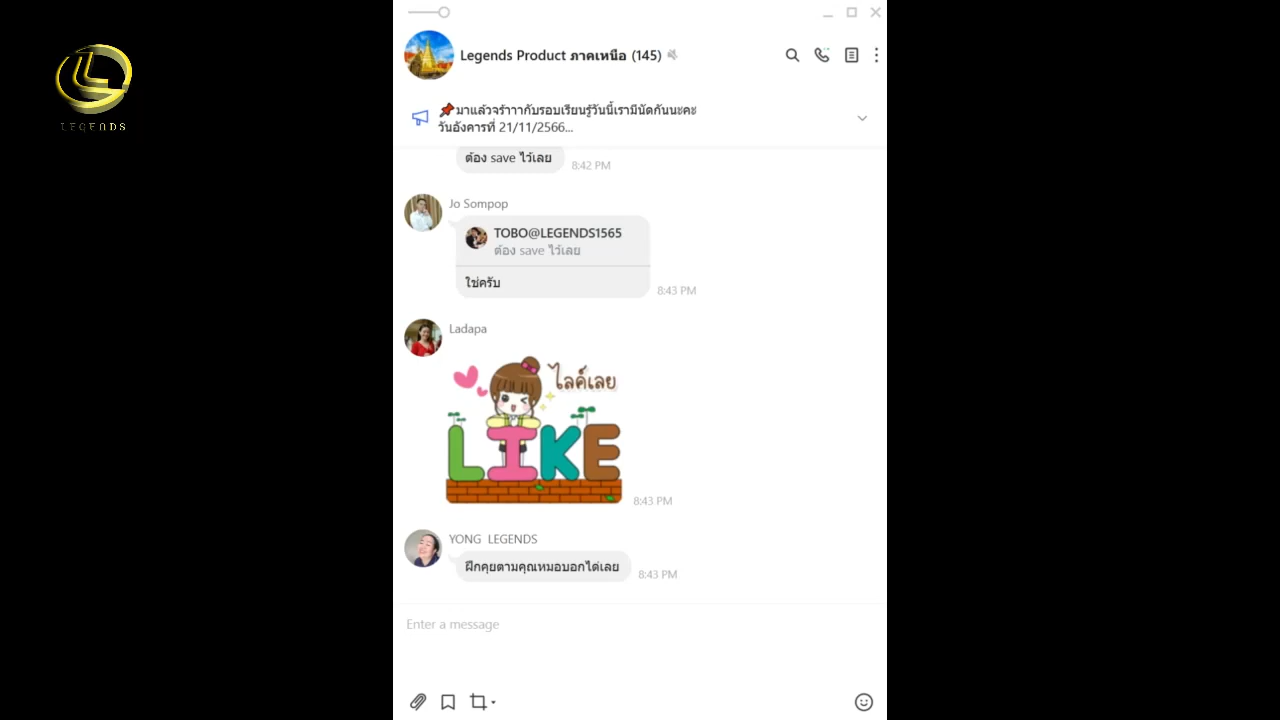 LEGENDS
Legends Product ภาคเหนือ (145)
📌มาแล้วจร้าาากับรอบเรียนรู้วันนี้เรามีนัดกันนะคะ
วันอังคารที่ 21/11/2566...
ต้อง save ไว้เลย
8:42 PM
Jo Sompop
TOBO@LEGENDS1565
ต้อง save ไว้เลย
ใช่ครับ
8:43 PM
Ladapa
ไลค์เลย
LIKE
8:43 PM
YONG LEGENDS
ฝึกคุยตามคุณหมอบอกได่เลย
8:43 PM
Enter a message